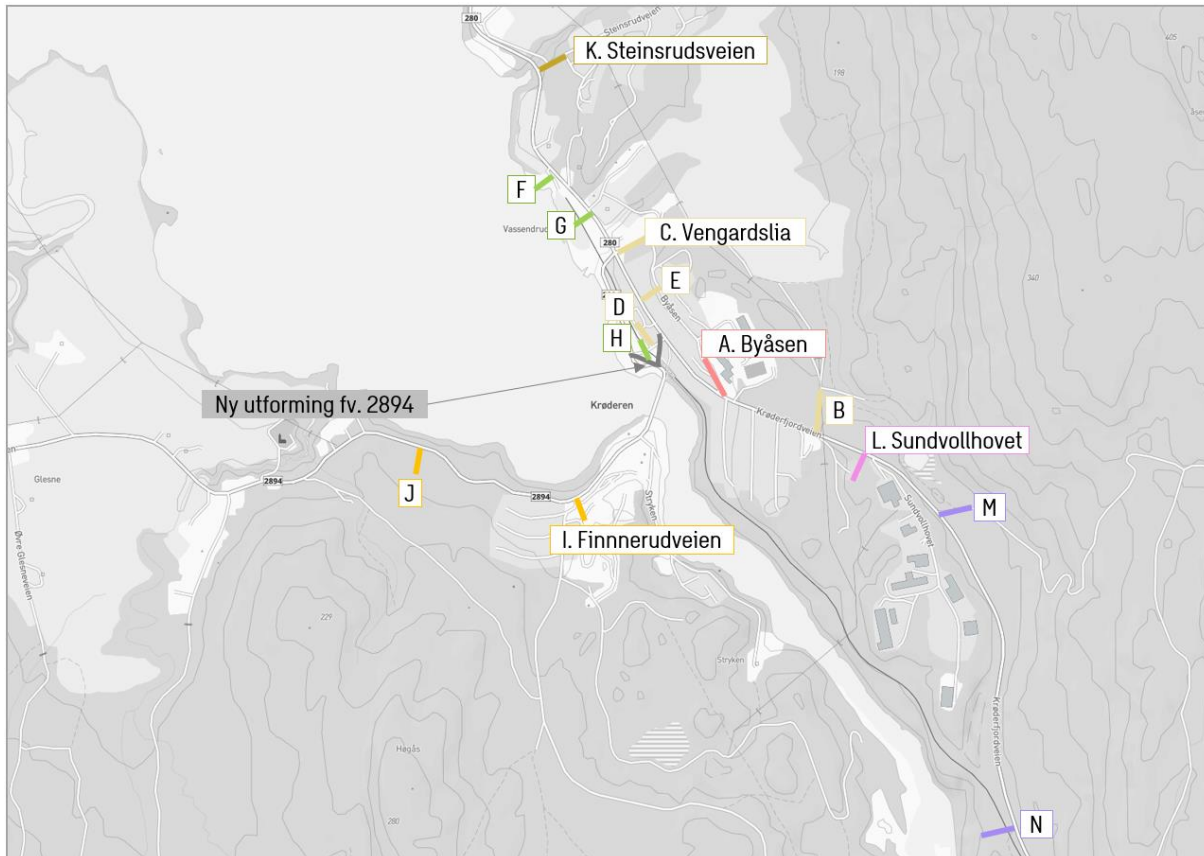 280
Steinsrudveien
405
K. Steinsrudsveien
198
F
G
Vassendrud
280
C. Vengardslia
E
340
Byåsen
D
H
A. Byåsen
Ny utforming fv. 2894
Krøderen
B
Krøderfjordveien
L. Sundvollhovet
Glesne
2894
J
2894
Stryken
M
Sundvollhovet
I. Finnnerudveien
Øvre Glesneveien
229
Stryken
Krøderfjordveien
Høgås
280
N